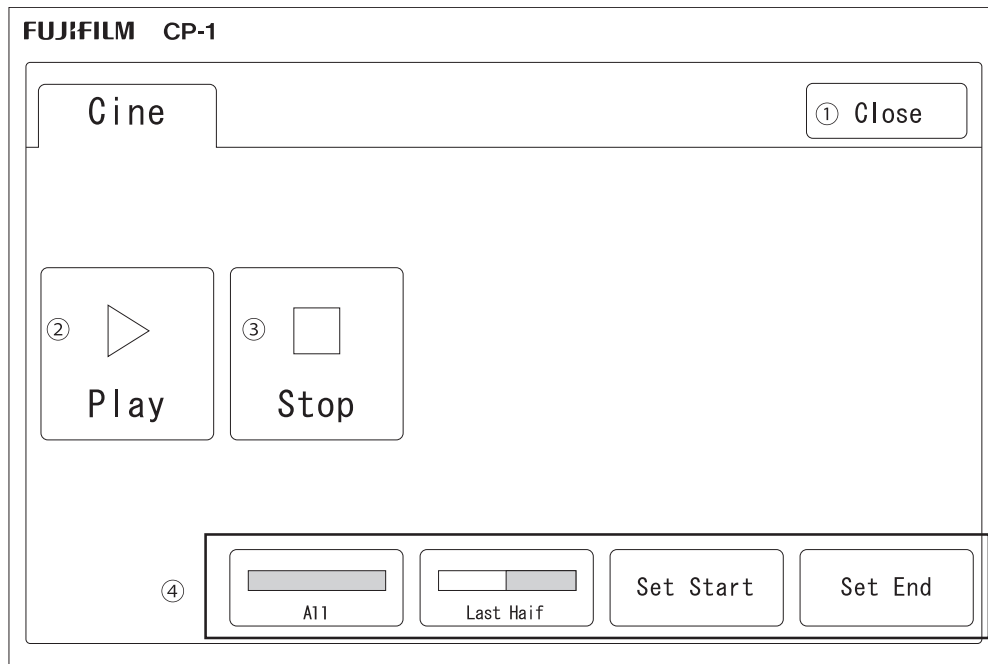 FUJIFILM CP-1
Cine
① Close
②
Play
③
Stop
④
All
Last Haif
Set Start
Set End